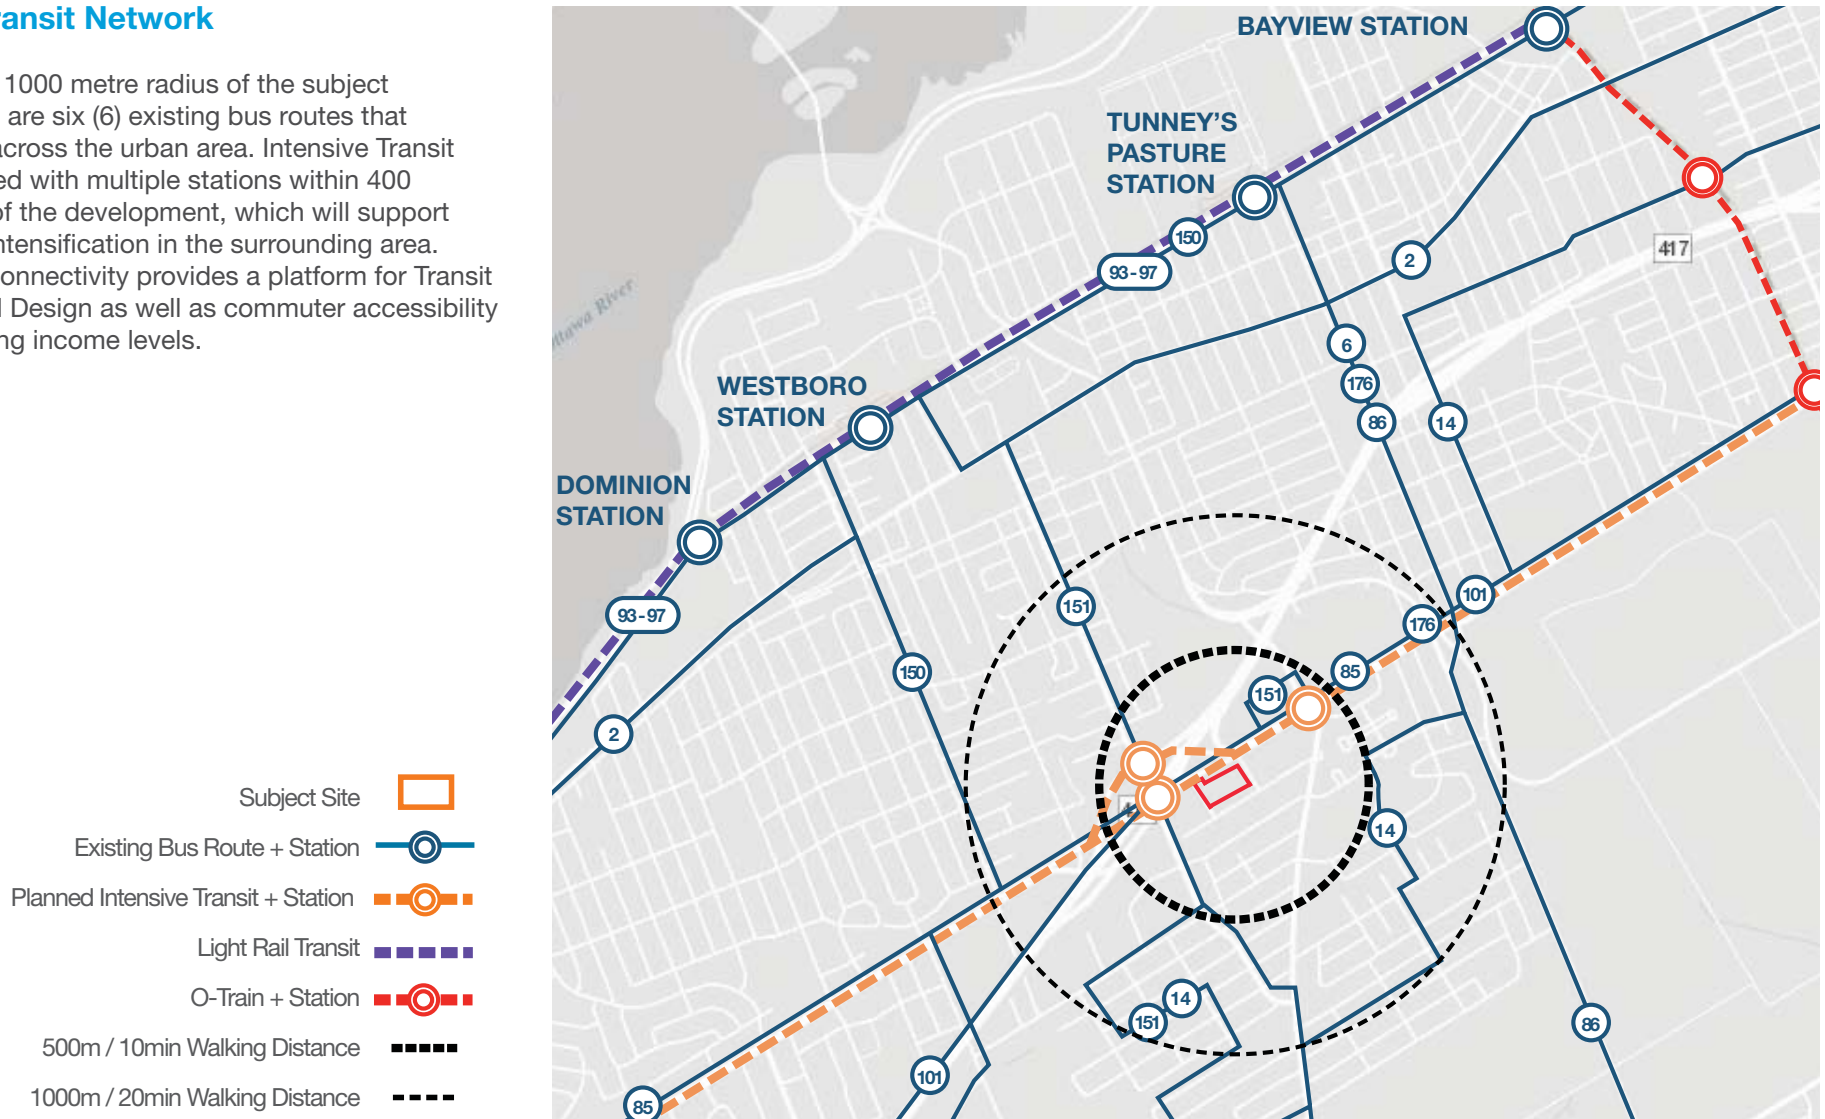 ransit Network
1000 metre radius of the subject
are six (6) existing bus routes that
across the urban area. Intensive Transit
ed with multiple stations within 400
of the development, which will support
ntensification in the surrounding area.
onnectivity provides a platform for Transit
d Design as well as commuter accessibility
ng income levels.
Subject Site
Existing Bus Route + Station
Planned Intensive Transit + Station
Light Rail Transit
O-Train + Station
500m / 10min Walking Distance
1000m / 20min Walking Distance
BAYVIEW STATION
TUNNEY'S
PASTURE
STATION
150
93-97
2
417
ttawa River
6
176
86
14
WESTBORO
STATION
DOMINION
STATION
93-97
151
101
176
150
85
151
2
14
14
151
86
101
85